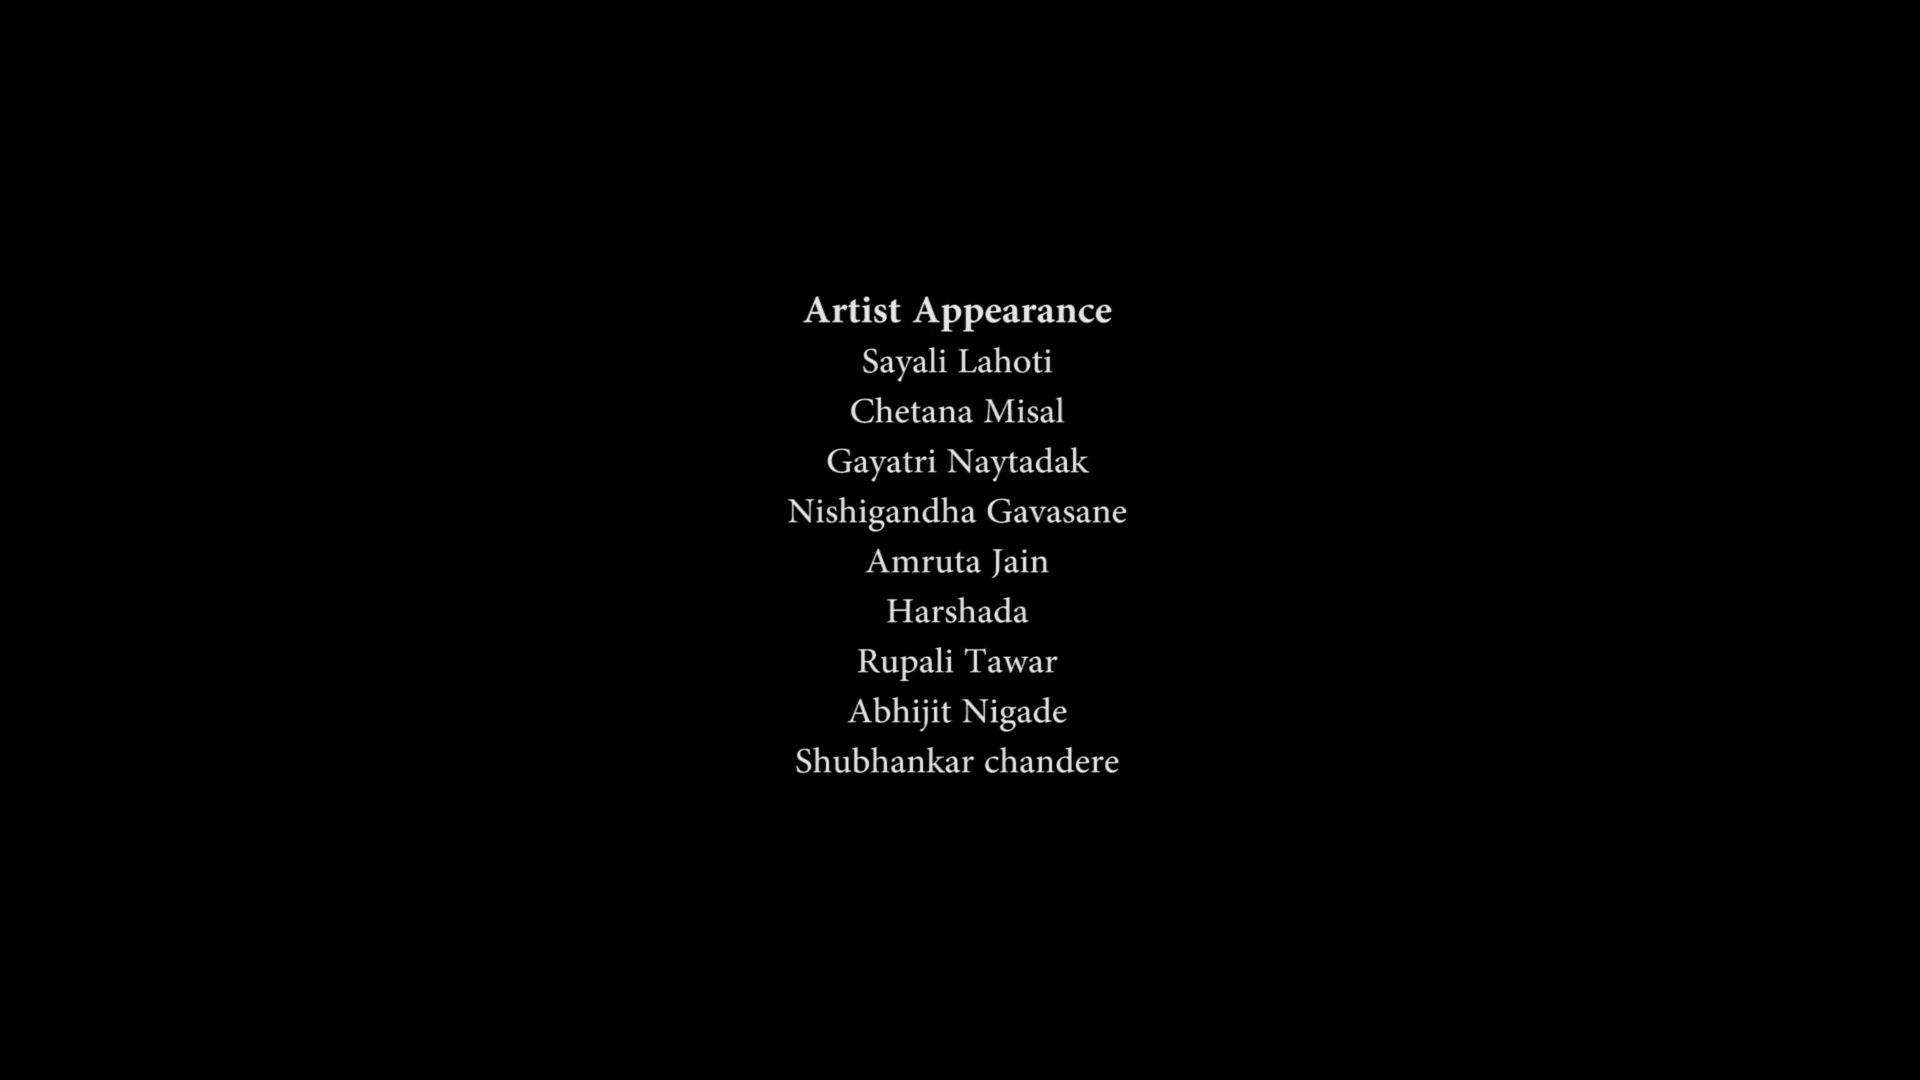 Artist Appearance
Sayali Lahoti
Chetana Misal
Gayatri Naytadak
Nishigandha Gavasane
Amruta Jain
Harshada
Rupali Tawar
Abhijit Nigade
Shubhankar chandere